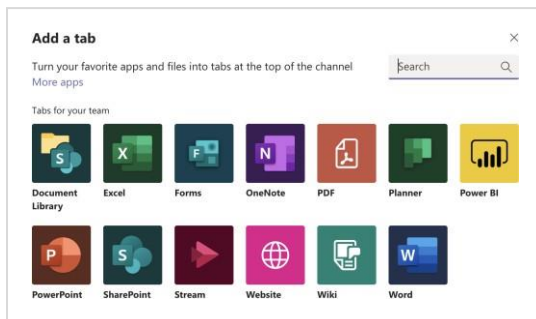 Add a tab
Turn your favorite apps and files into tabs at the top of the channel
Search
More apps
Tabs for your team
S X F N Power BI
Document Library Excel Forms OneNote PDF Planner Power BI
P S W
PowerPoint SharePoint Stream Website Wiki Word